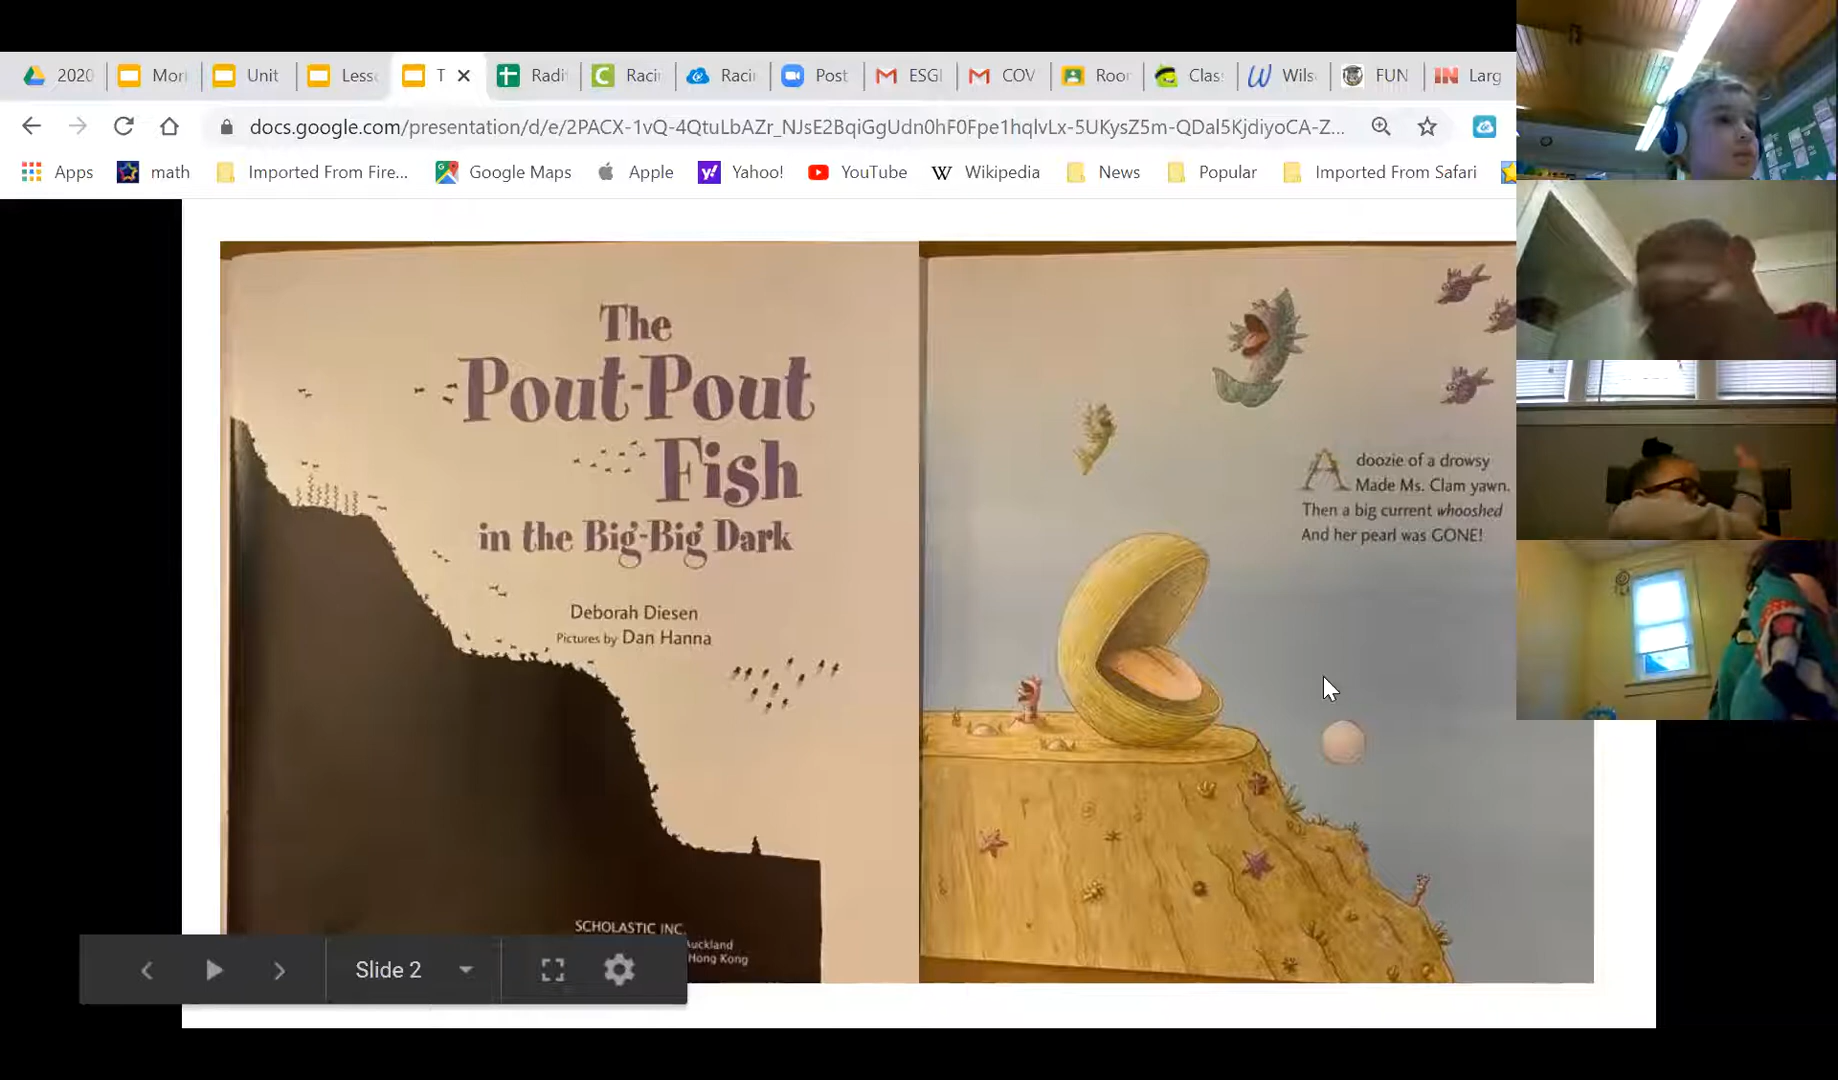 2020
Mor
Unit
Less
T
Radi
Raci
Raci
Post
ESGI
COV
Roor
Clas
Wils
FUN
Larg
docs.google.com/presentation/d/e/2PACX-1vQ-4QtuLbAZr_NJsE2BqiGgUdn0hF0Fpe1hqlvLx-5UKysZ5m-QDal5KjdiyoCA-Z...
Apps
math
Imported From Fire...
Google Maps
Apple
Yahoo!
YouTube
Wikipedia
News
Popular
Imported From Safari
The
Pout-Pout
Fish
in the Big-Big Dark
Deborah Diesen
Pictures by Dan Hanna
SCHOLASTIC INC.
Auckland
Hong Kong
A doozie of a drowsy
Made Ms. Clam yawn.
Then a big current whooshed
And her pearl was GONE!
Slide 2